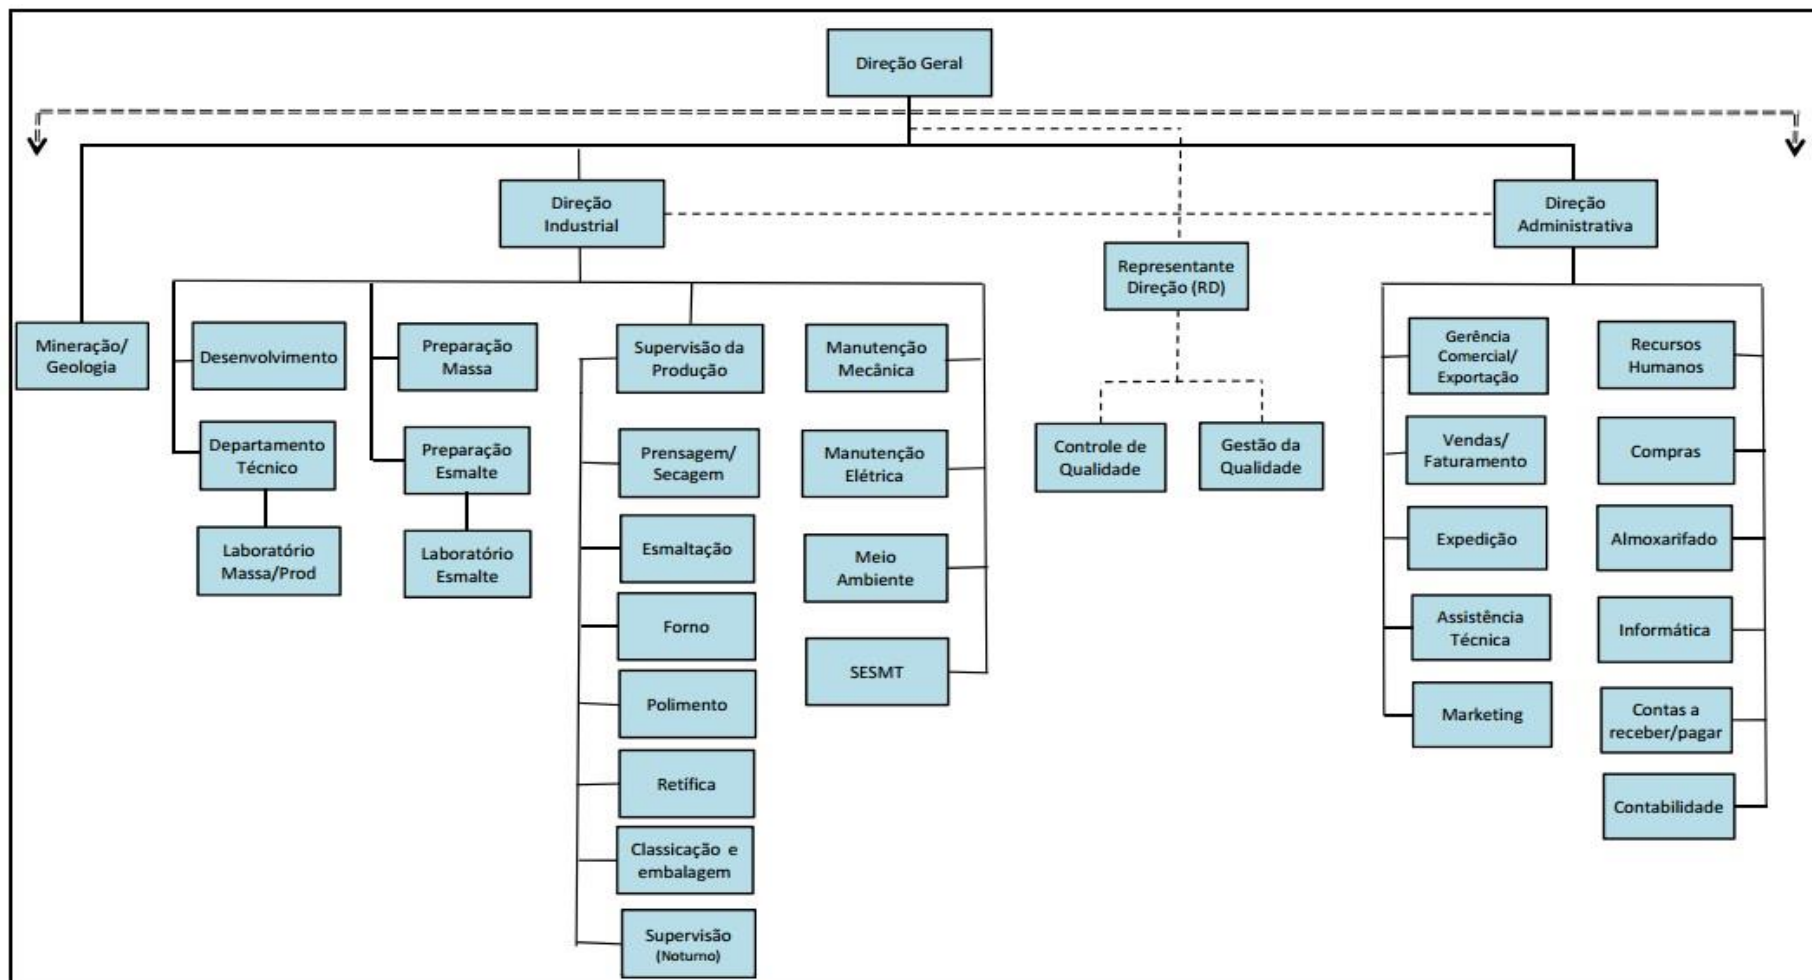 Direção Geral
Direção
Industrial
Direção
Administrativa
Representante
Direção (RD)
Mineração/
Geologia
Desenvolvimento
Departamento
Técnico
Laboratório
Massa/Prod
Preparação
Massa
Preparação
Esmalte
Laboratório
Esmalte
Supervisão da
Produção
Prensagem/
Secagem
Esmaltação
Forno
Polimento
Retífica
Classicação e
embalagem
Supervisão
(Noturno)
Manutenção
Mecânica
Manutenção
Elétrica
Meio
Ambiente
SESMT
Controle de
Qualidade
Gestão da
Qualidade
Gerência
Comercial/
Exportação
Vendas/
Faturamento
Expedição
Assistência
Técnica
Marketing
Recursos
Humanos
Compras
Almoxarifado
Informática
Contas a
receber/pagar
Contabilidade